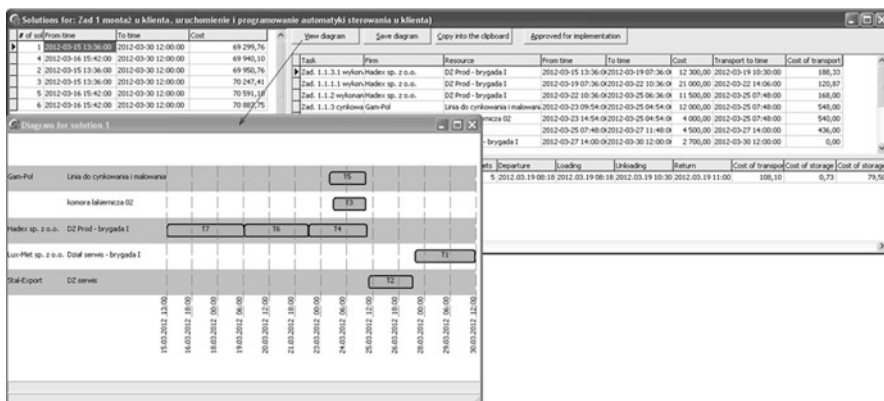 Solutions for: Zad 1 montaż u klienta, uruchomienie i programowanie automatyki sterowania u klienta)
# of sol From time To time Cost
1 2012-03-15 13:36:00 2012-03-30 12:00:00 69 299,76
4 2012-03-16 15:42:00 2012-03-30 12:00:00 69 940,10
2 2012-03-15 13:36:00 2012-03-30 12:00:00 69 950,76
3 2012-03-15 13:36:00 2012-03-30 12:00:00 70 247,41
5 2012-03-16 15:42:00 2012-03-30 12:00:00 70 591,10
6 2012-03-16 15:42:00 2012-03-30 12:00:00 70 887,75
View diagram Save diagram Copy into the clipboard Approved for implementation
Task Firm Resource From time To time Cost Transport to time Cost of transport
Zad. 1.1.3.1 wykon Hadex sp. z o.o. DZ Prod - brygada I 2012-03-15 13:36:0 2012-03-19 07:36:0 12 300,00 2012-03-19 10:30:00 188,33
Zad. 1.1.1.1 wykon Hadex sp. z o.o. DZ Prod - brygada I 2012-03-19 07:36:0 2012-03-22 10:36:0 21 000,00 2012-03-22 14:06:00 120,87
Zad. 1.1.2 wykonan Hadex sp. z o.o. DZ Prod - brygada I 2012-03-22 10:36:0 2012-03-25 06:36:0 11 500,00 2012-03-25 07:48:00 168,00
Zad. 1.1.3 cynkowa Gam-Pol Linia do cynkowania i malowani 2012-03-23 09:54:0 2012-03-25 04:54:0 12 000,00 2012-03-25 07:48:00 548,00
ernicza 02 2012-03-23 14:54:0 2012-03-25 04:54:0 4 000,00 2012-03-25 07:48:00 540,00
2012-03-25 07:48:0 2012-03-27 11:48:0 4 500,00 2012-03-27 14:00:00 436,00
- brygada I 2012-03-27 14:00:0 2012-03-30 12:00:0 2 700,00 2012-03-30 12:00:00 0,00
ets Departure Loading Unloading Return Cost of transpor Cost of storage Cost of storage
5 2012.03.19 08:18 2012.03.19 08:18 2012.03.19 10:30 2012.03.19 11:00 108,10 0,73 79,50
Diagram for solution 1
Gam-Pol Linia do cynkowania i malowania T5
komora lakiernicza 02 T3
Hadex sp. z o.o. DZ Prod - brygada I T7 T6 T4
Lux-Met sp. z o.o. Dział serwis - brygada I T1
Stal-Export DZ serwis T2
15.03.2012 13:00
16.03.2012 18:00
18.03.2012 00:00
19.03.2012 06:00
20.03.2012 12:00
21.03.2012 18:00
23.03.2012 00:00
24.03.2012 06:00
25.03.2012 12:00
26.03.2012 18:00
28.03.2012 00:00
29.03.2012 06:00
30.03.2012 12:00